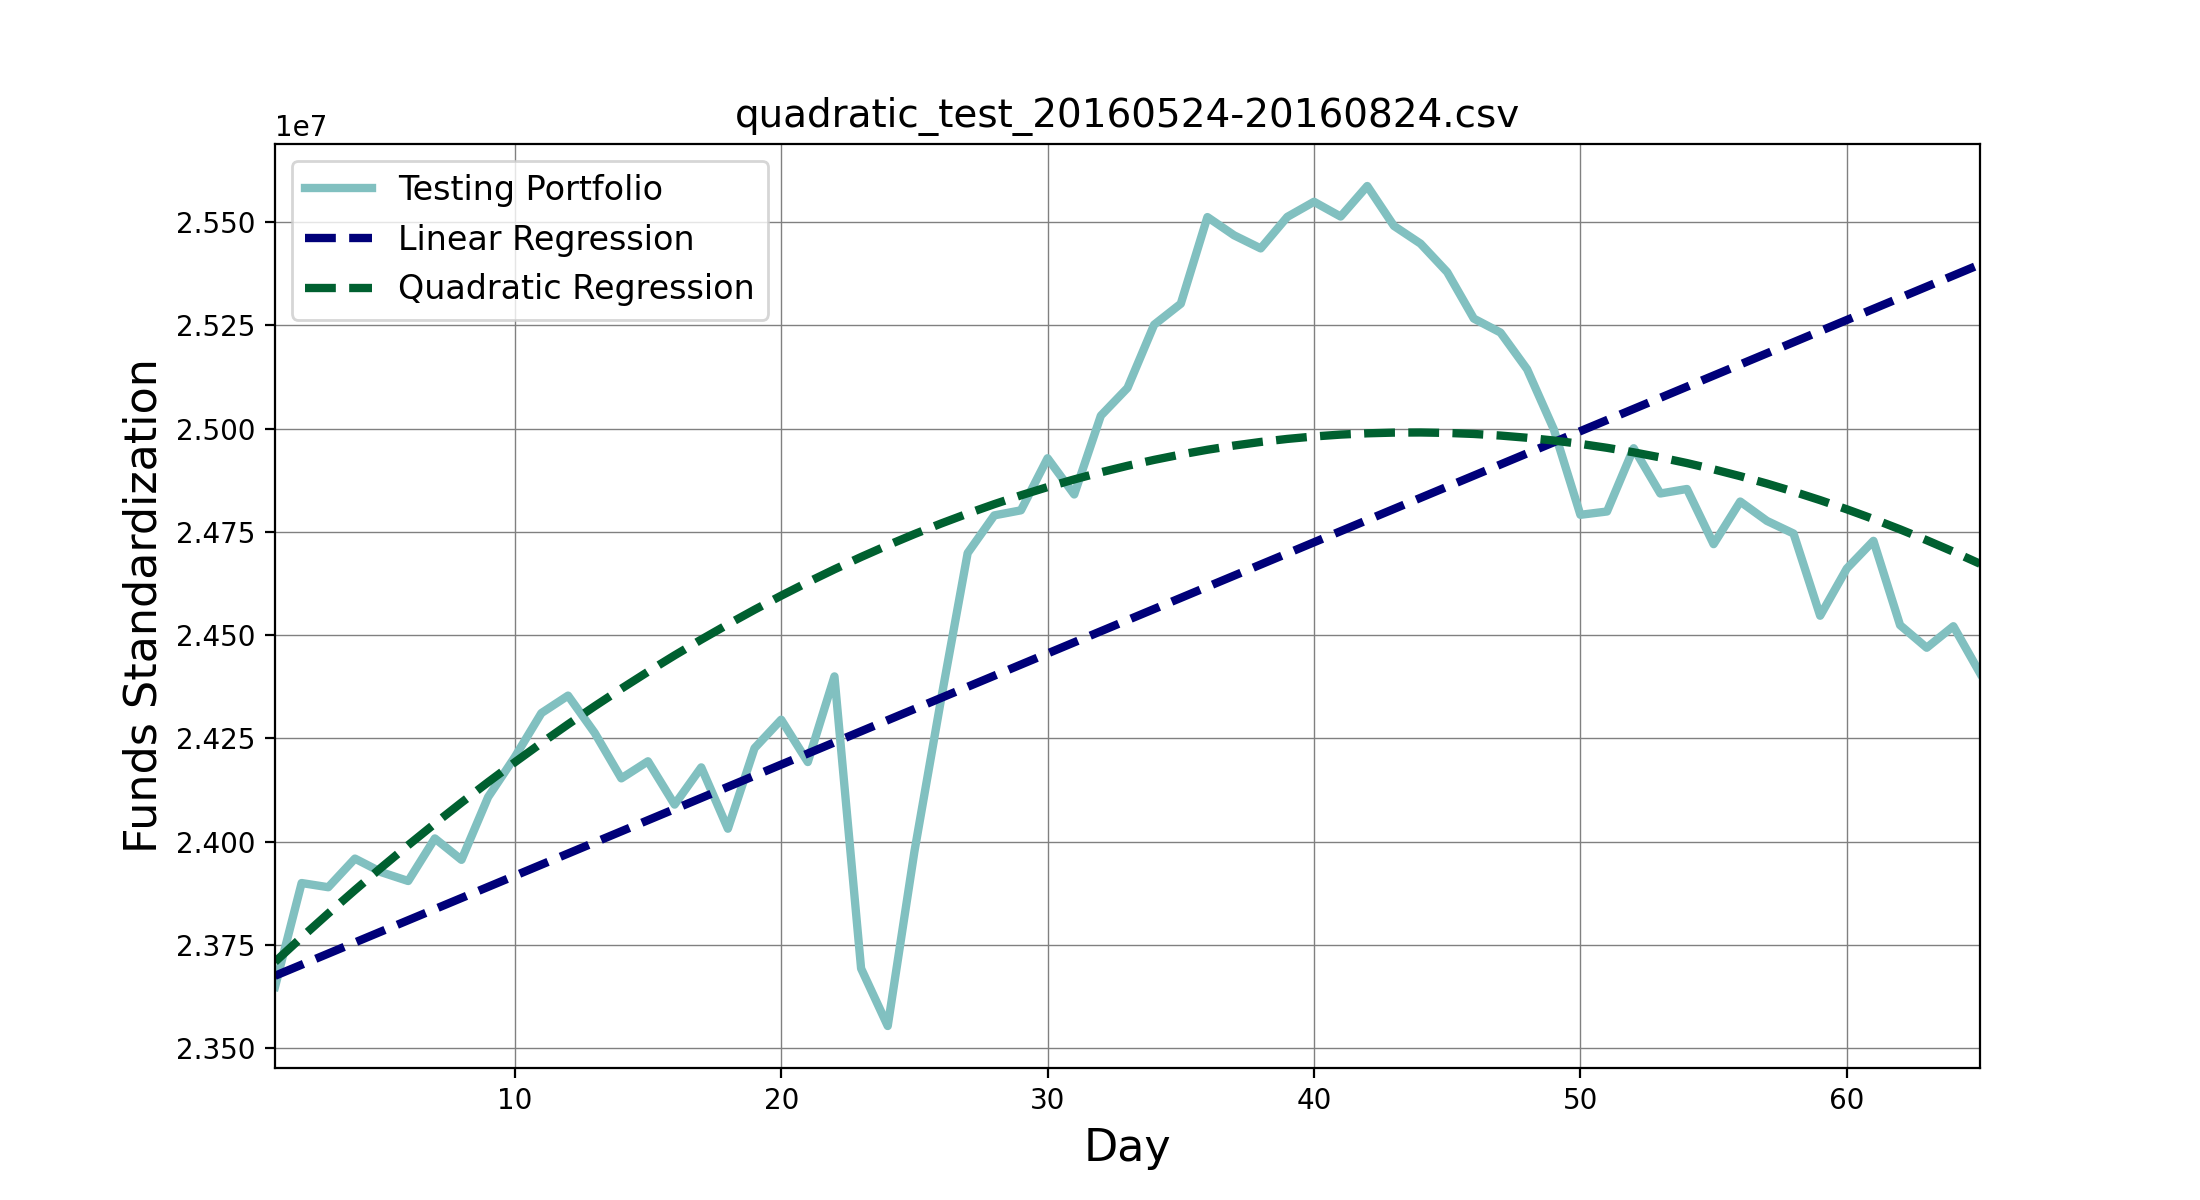 quadratic_test_20160524-20160824.csv
1e7
Testing Portfolio
Linear Regression
Quadratic Regression
2.550
2.525
2.500
2.475
2.450
2.425
2.400
2.375
2.350
Funds Standardization
10 20 30 40 50 60
Day